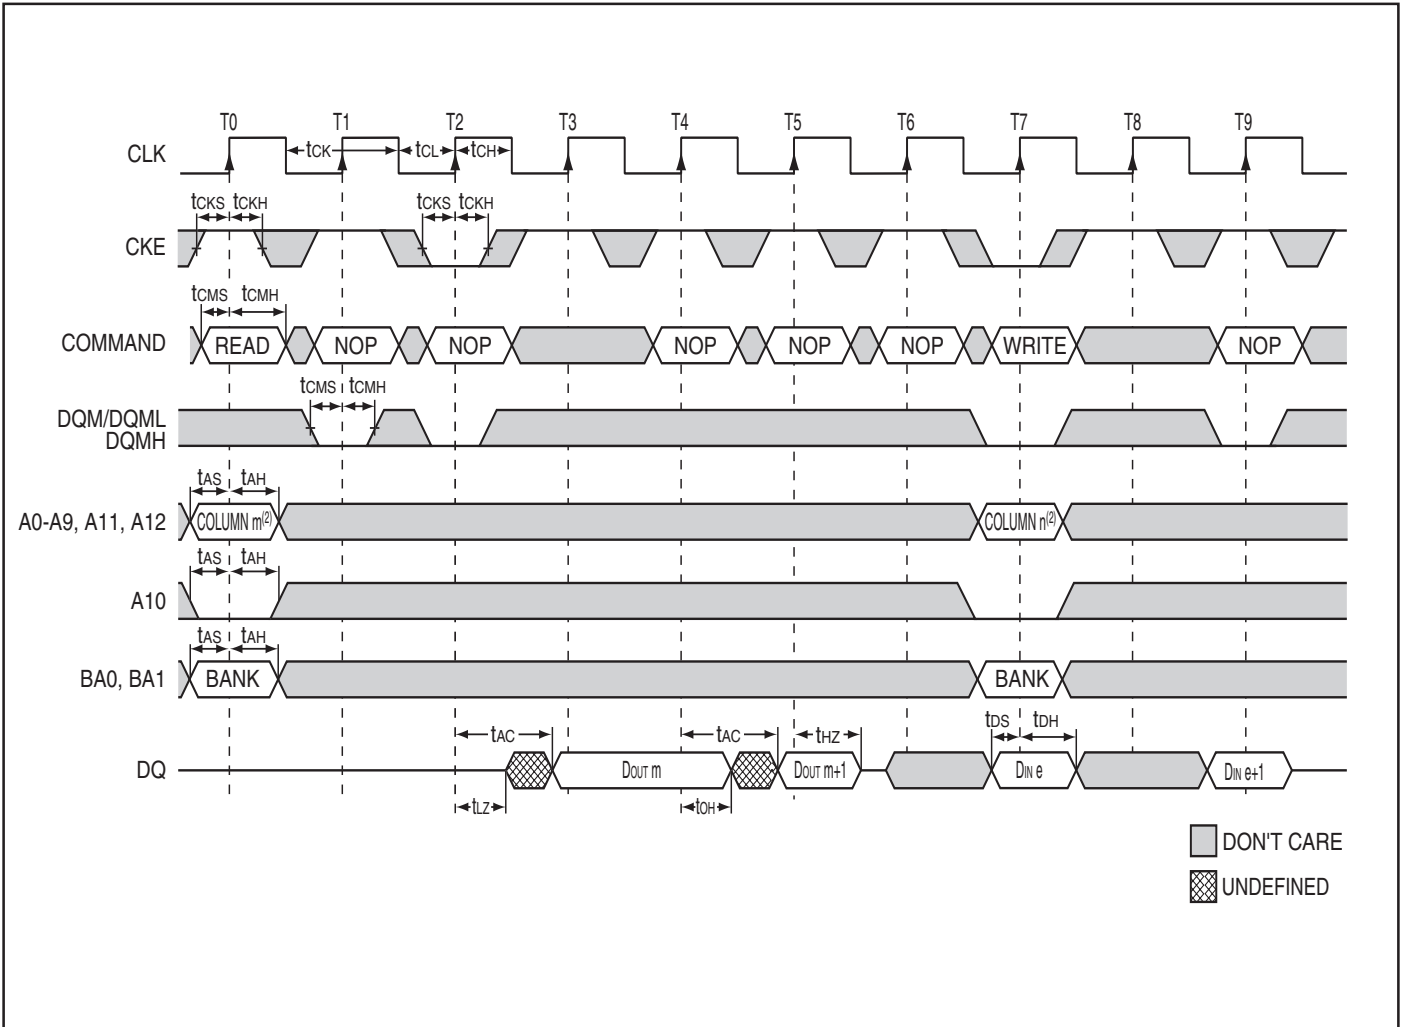 T0 T1 T2 T3 T4 T5 T6 T7 T8 T9
CLK tCK tCL tCH
tCKS tCKH tCKS tCKH
CKE
tCMS tCMH
COMMAND READ NOP NOP NOP NOP NOP WRITE NOP
tCMS tCMH
DQM/DQML
DQMH
tAS tAH
A0-A9, A11, A12 COLUMN m(2) COLUMN n(2)
tAS tAH
A10
tAS tAH
BA0, BA1 BANK BANK
tAC tAC tHZ tDS tDH
DQ DOUT m DOUT m+1 DIN e DIN e+1
tLZ tOH
DON'T CARE
UNDEFINED